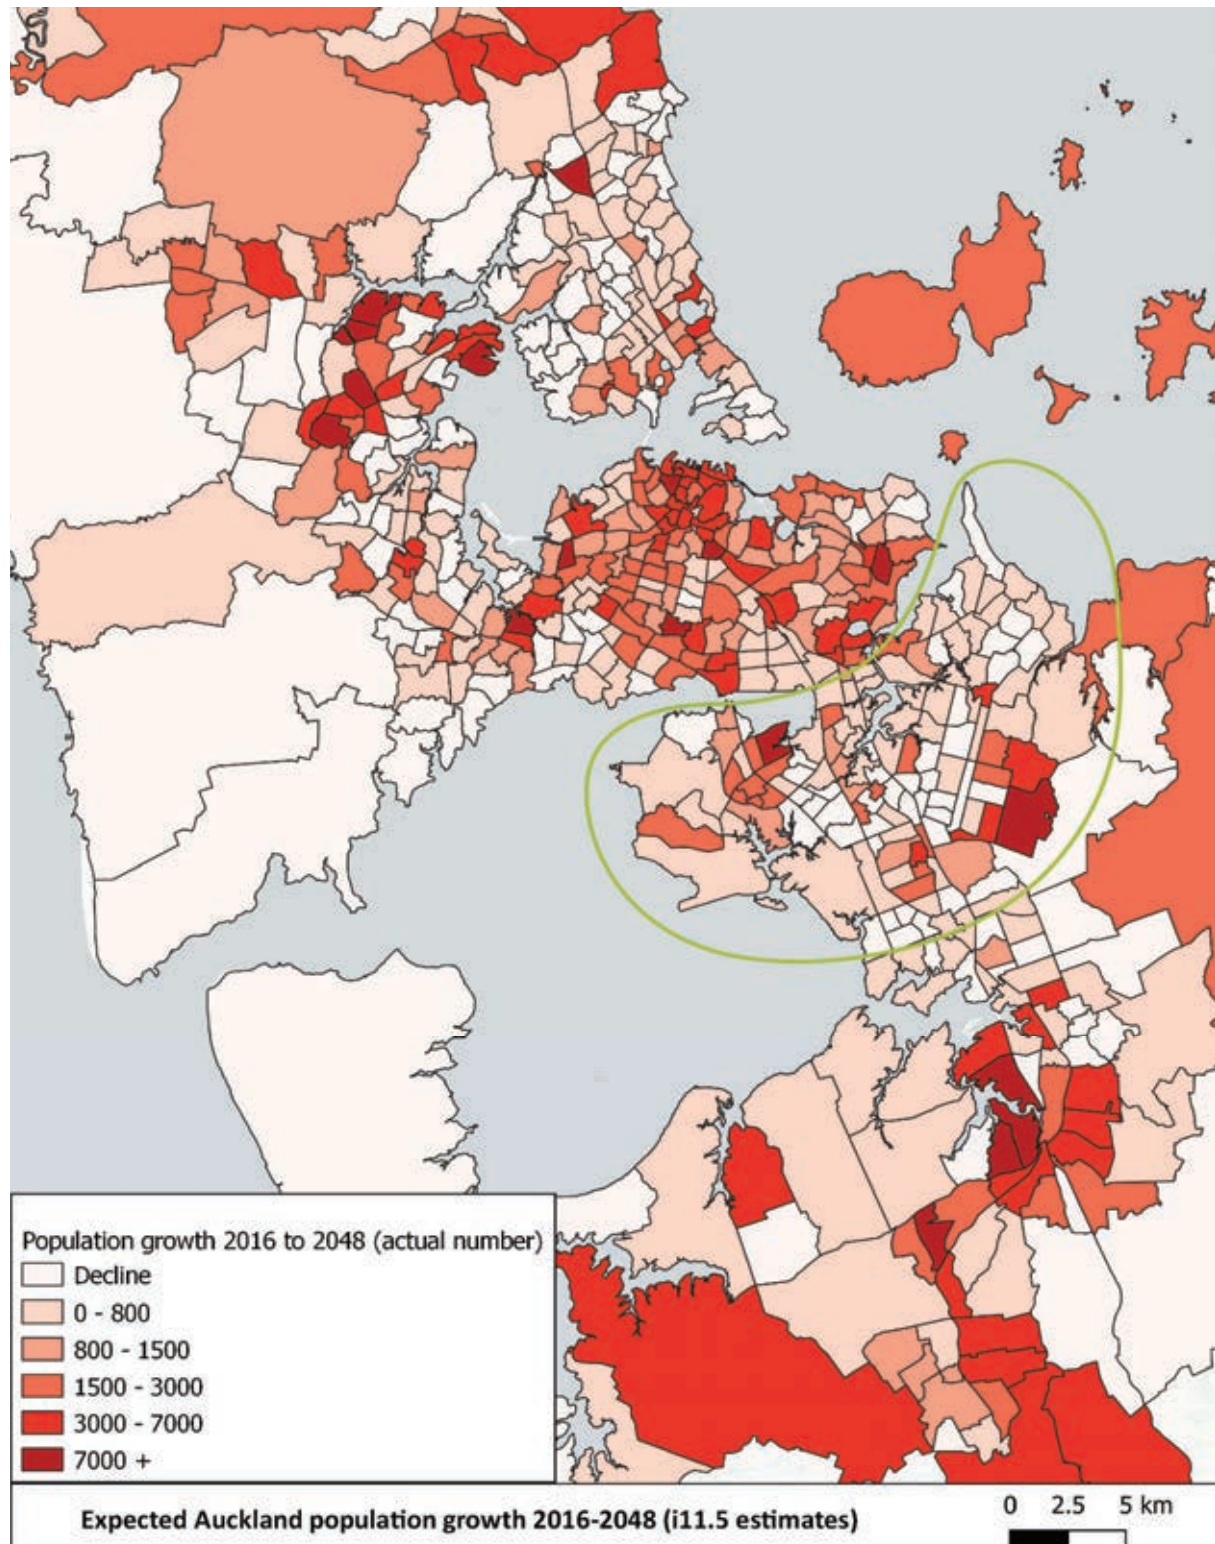 Population growth 2016 to 2048 (actual number)
Decline
0 - 800
800 - 1500
1500 - 3000
3000 - 7000
7000 +
Expected Auckland population growth 2016-2048 (i11.5 estimates)
0 2.5 5 km